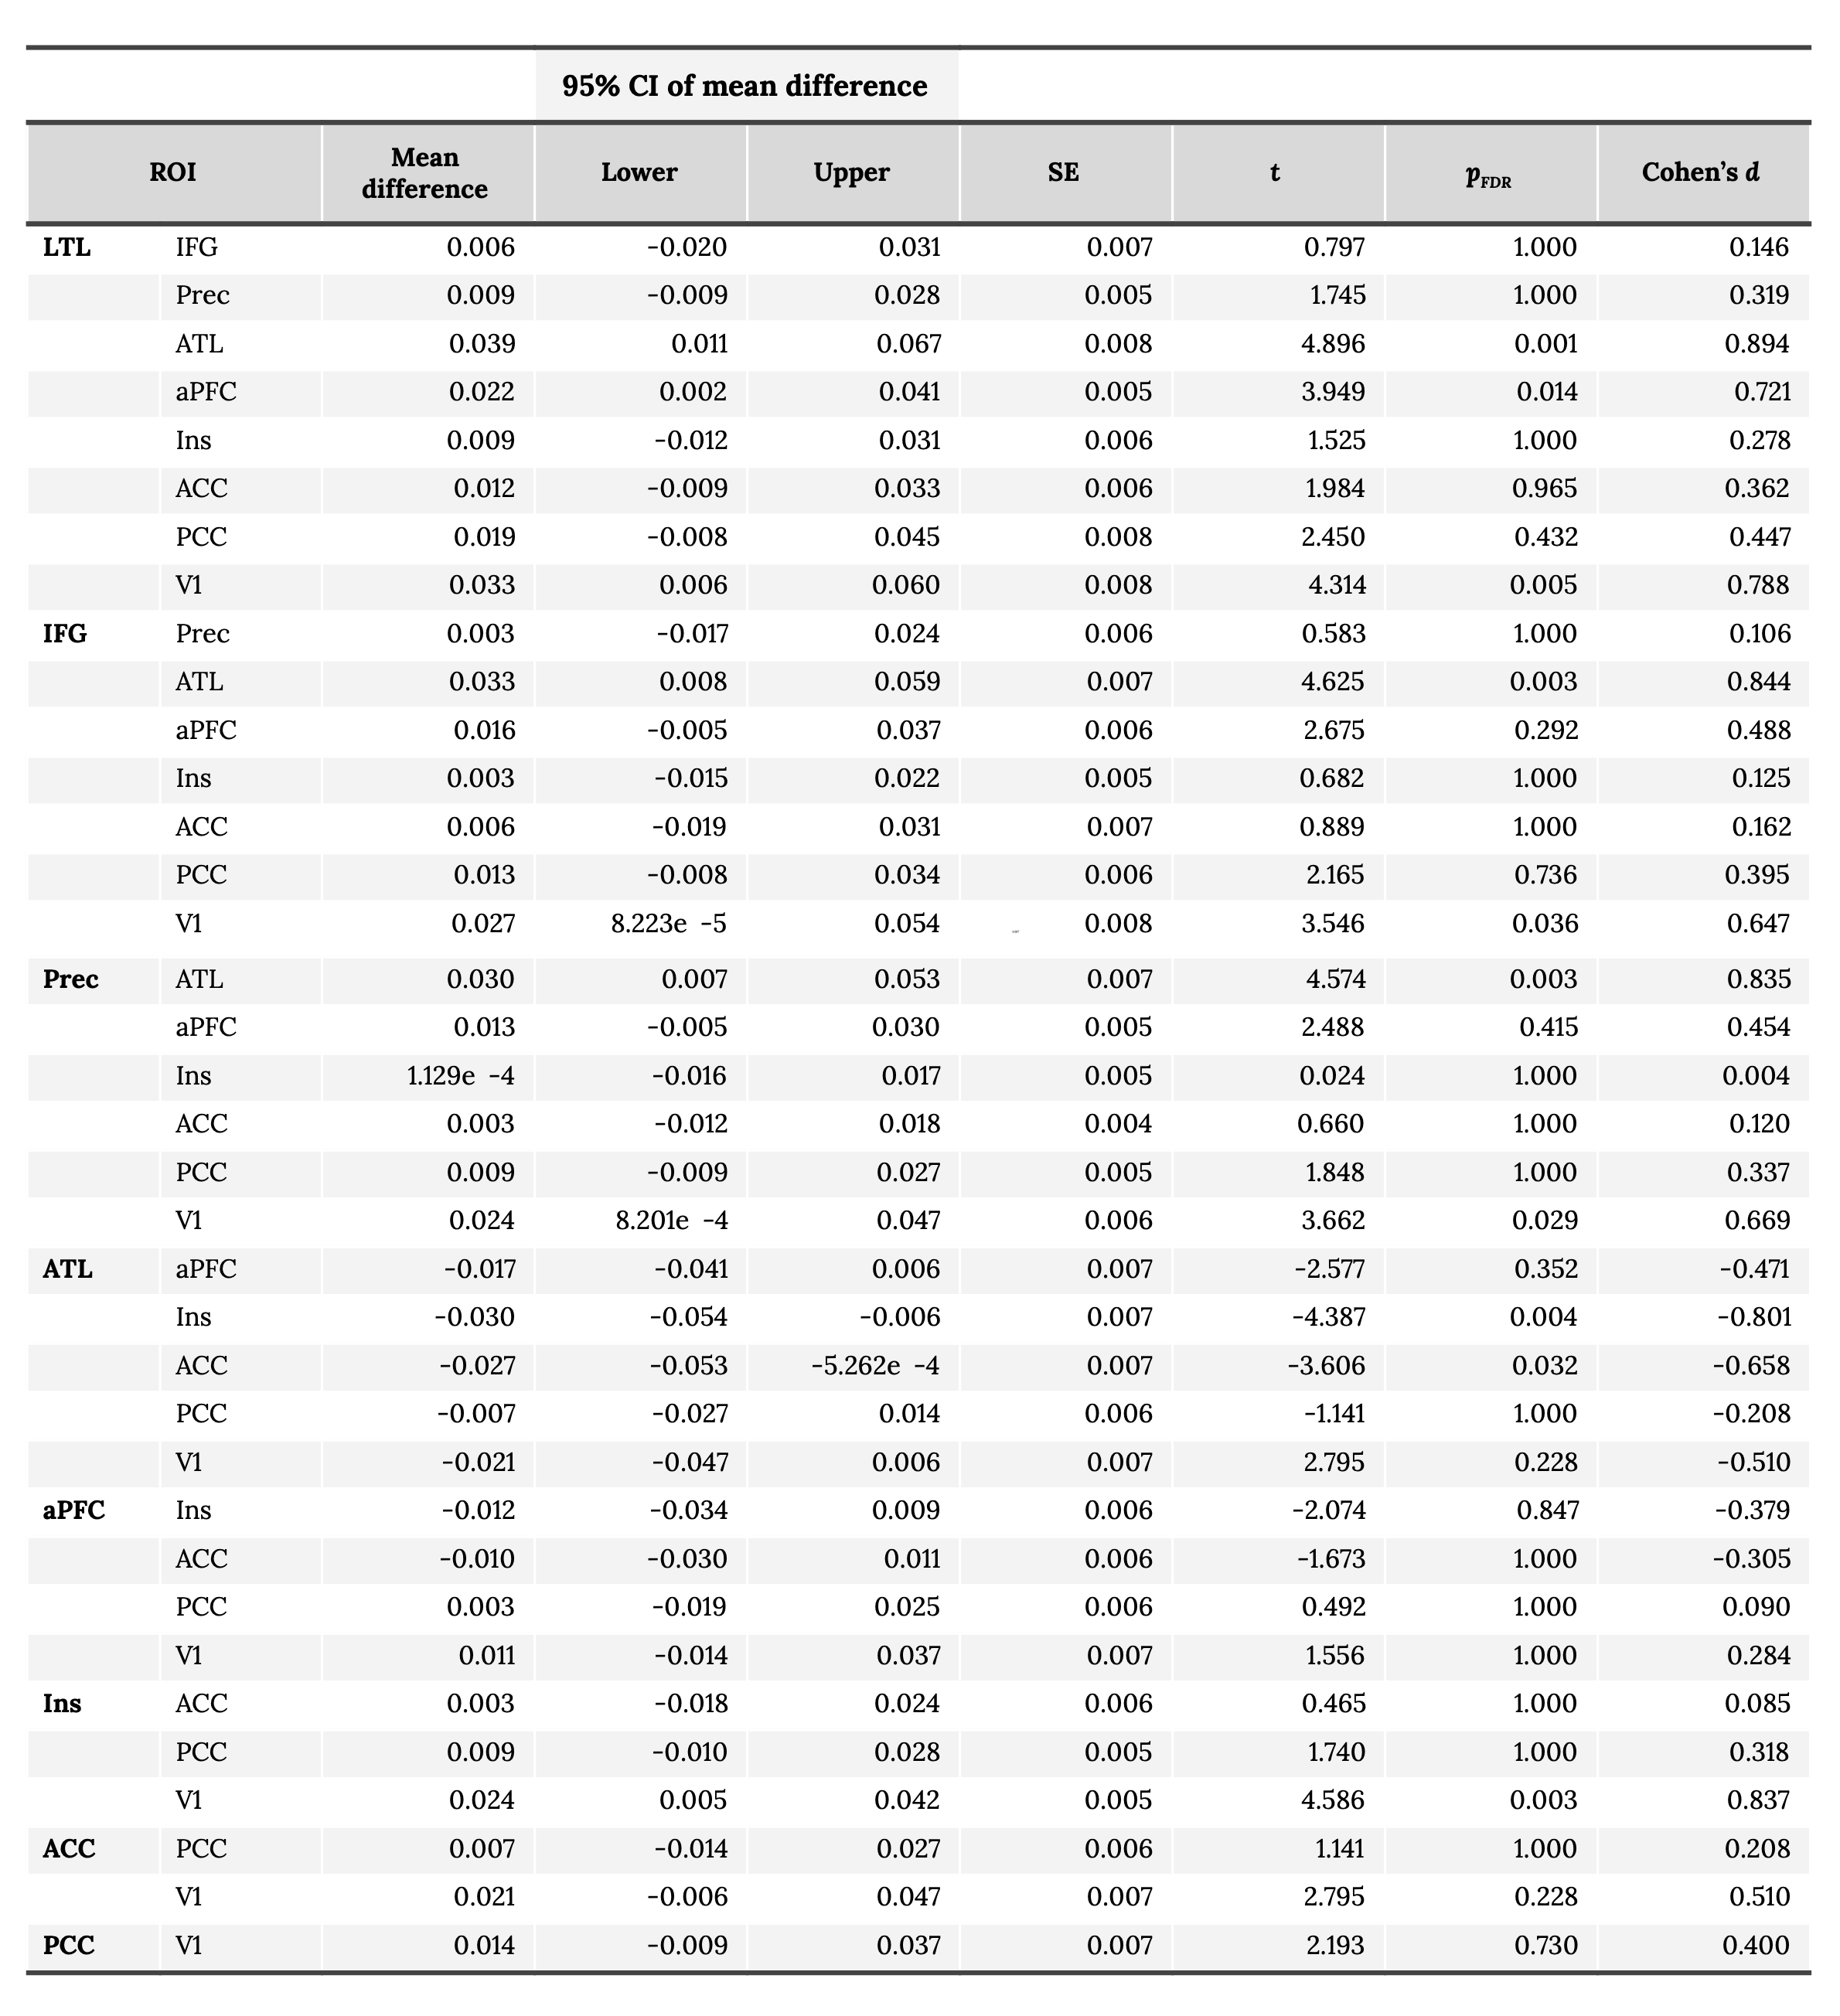 95% CI of mean difference
ROI Mean difference Lower Upper SE t pFDR Cohen's d
LTL IFG 0.006 −0.020 0.031 0.007 0.797 1.000 0.146
Prec 0.009 −0.009 0.028 0.005 1.745 1.000 0.319
ATL 0.039 0.011 0.067 0.008 4.896 0.001 0.894
aPFC 0.022 0.002 0.041 0.005 3.949 0.014 0.721
Ins 0.009 −0.012 0.031 0.006 1.525 1.000 0.278
ACC 0.012 −0.009 0.033 0.006 1.984 0.965 0.362
PCC 0.019 −0.008 0.045 0.008 2.450 0.432 0.447
V1 0.033 0.006 0.060 0.008 4.314 0.005 0.788
IFG Prec 0.003 −0.017 0.024 0.006 0.583 1.000 0.106
ATL 0.033 0.008 0.059 0.007 4.625 0.003 0.844
aPFC 0.016 −0.005 0.037 0.006 2.675 0.292 0.488
Ins 0.003 −0.015 0.022 0.005 0.682 1.000 0.125
ACC 0.006 −0.019 0.031 0.007 0.889 1.000 0.162
PCC 0.013 −0.008 0.034 0.006 2.165 0.736 0.395
V1 0.027 8.223e −5 0.054 0.008 3.546 0.036 0.647
Prec ATL 0.030 0.007 0.053 0.007 4.574 0.003 0.835
aPFC 0.013 −0.005 0.030 0.005 2.488 0.415 0.454
Ins 1.129e −4 −0.016 0.017 0.005 0.024 1.000 0.004
ACC 0.003 −0.012 0.018 0.004 0.660 1.000 0.120
PCC 0.009 −0.009 0.027 0.005 1.848 1.000 0.337
V1 0.024 8.201e −4 0.047 0.006 3.662 0.029 0.669
ATL aPFC −0.017 −0.041 0.006 0.007 −2.577 0.352 −0.471
Ins −0.030 −0.054 −0.006 0.007 −4.387 0.004 −0.801
ACC −0.027 −0.053 −5.262e −4 0.007 −3.606 0.032 −0.658
PCC −0.007 −0.027 0.014 0.006 −1.141 1.000 −0.208
V1 −0.021 −0.047 0.006 0.007 2.795 0.228 −0.510
aPFC Ins −0.012 −0.034 0.009 0.006 −2.074 0.847 −0.379
ACC −0.010 −0.030 0.011 0.006 −1.673 1.000 −0.305
PCC 0.003 −0.019 0.025 0.006 0.492 1.000 0.090
V1 0.011 −0.014 0.037 0.007 1.556 1.000 0.284
Ins ACC 0.003 −0.018 0.024 0.006 0.465 1.000 0.085
PCC 0.009 −0.010 0.028 0.005 1.740 1.000 0.318
V1 0.024 0.005 0.042 0.005 4.586 0.003 0.837
ACC PCC 0.007 −0.014 0.027 0.006 1.141 1.000 0.208
V1 0.021 −0.006 0.047 0.007 2.795 0.228 0.510
PCC V1 0.014 −0.009 0.037 0.007 2.193 0.730 0.400